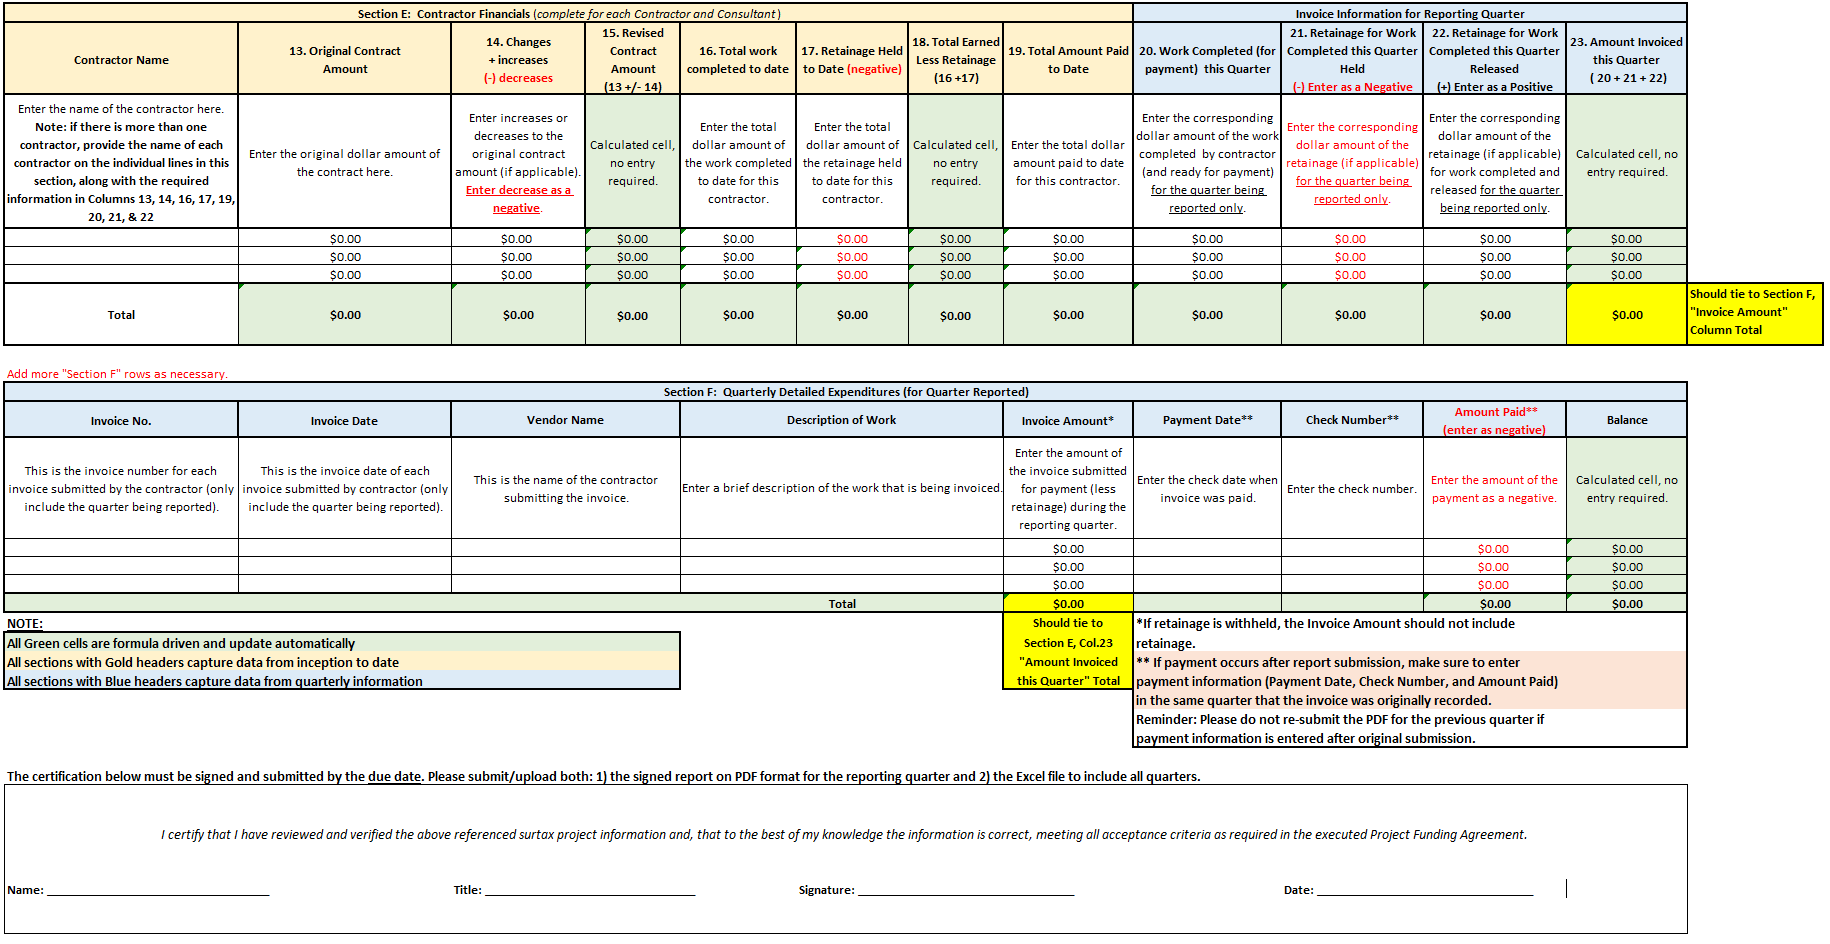 Section E:  Contractor Financials (complete for each Contractor and Consultant)
Invoice Information for Reporting Quarter
Contractor Name
13. Original Contract
Amount
14. Changes
+ increases
(-) decreases
15. Revised
Contract
Amount
(13 +/- 14)
16. Total work
completed to date
17. Retainage Held
to Date (negative)
18. Total Earned
Less Retainage
(16 +17)
19. Total Amount Paid
to Date
20. Work Completed (for
payment)  this Quarter
21. Retainage for Work
Completed this Quarter
Held
(-) Enter as a Negative
22. Retainage for Work
Completed this Quarter
Released
(+) Enter as a Positive
23. Amount Invoiced
this Quarter
( 20 + 21 + 22)
Enter the name of the contractor here.
Note: if there is more than one
contractor, provide the name of each
contractor on the individual lines in this
section, along with the required
information in Columns 13, 14, 16, 17, 19,
20, 21, & 22
Enter the original dollar amount of
the contract here.
Enter increases or
decreases to the
original contract
amount (if applicable).
Enter decrease as a
negative.
Calculated cell,
no entry
required.
Enter the total
dollar amount of
the work completed
to date for this
contractor.
Enter the total
dollar amount of
the retainage held
to date for this
contractor.
Calculated cell,
no entry
required.
Enter the total dollar
amount paid to date
for this contractor.
Enter the corresponding
dollar amount of the work
completed  by contractor
(and ready for payment)
for the quarter being
reported only.
Enter the corresponding
dollar amount of the
retainage (if applicable)
for the quarter being
reported only.
Enter the corresponding
dollar amount of the
retainage (if applicable)
for work completed and
released for the quarter
being reported only.
Calculated cell, no
entry required.
$0.00 $0.00 $0.00 $0.00 $0.00 $0.00 $0.00 $0.00 $0.00 $0.00 $0.00
$0.00 $0.00 $0.00 $0.00 $0.00 $0.00 $0.00 $0.00 $0.00 $0.00 $0.00
$0.00 $0.00 $0.00 $0.00 $0.00 $0.00 $0.00 $0.00 $0.00 $0.00 $0.00
Total $0.00 $0.00 $0.00 $0.00 $0.00 $0.00 $0.00 $0.00 $0.00 $0.00 $0.00
Should tie to Section F,
"Invoice Amount"
Column Total
Add more "Section F" rows as necessary.
Section F:  Quarterly Detailed Expenditures (for Quarter Reported)
Invoice No.
Invoice Date
Vendor Name
Description of Work
Invoice Amount*
Payment Date**
Check Number**
Amount Paid**
(enter as negative)
Balance
This is the invoice number for each
invoice submitted by the contractor (only
include the quarter being reported).
This is the invoice date of each
invoice submitted by contractor (only
include the quarter being reported).
This is the name of the contractor
submitting the invoice.
Enter a brief description of the work that is being invoiced.
Enter the amount of
the invoice submitted
for payment (less
retainage) during the
reporting quarter.
Enter the check date when
invoice was paid.
Enter the check number.
Enter the amount of the
payment as a negative.
Calculated cell, no
entry required.
$0.00 $0.00 $0.00
$0.00 $0.00 $0.00
$0.00 $0.00 $0.00
Total $0.00 $0.00 $0.00
NOTE:
All Green cells are formula driven and update automatically
All sections with Gold headers capture data from inception to date
All sections with Blue headers capture data from quarterly information
Should tie to
Section E, Col.23
"Amount Invoiced
this Quarter" Total
*If retainage is withheld, the Invoice Amount should not include
retainage.
** If payment occurs after report submission, make sure to enter
payment information (Payment Date, Check Number, and Amount Paid)
in the same quarter that the invoice was originally recorded.
Reminder: Please do not re-submit the PDF for the previous quarter if
payment information is entered after original submission.
The certification below must be signed and submitted by the due date. Please submit/upload both: 1) the signed report on PDF format for the reporting quarter and 2) the Excel file to include all quarters.
I certify that I have reviewed and verified the above referenced surtax project information and, that to the best of my knowledge the information is correct, meeting all acceptance criteria as required in the executed Project Funding Agreement.
Name: ____________ Title: ____________ Signature: ____________ Date: ____________